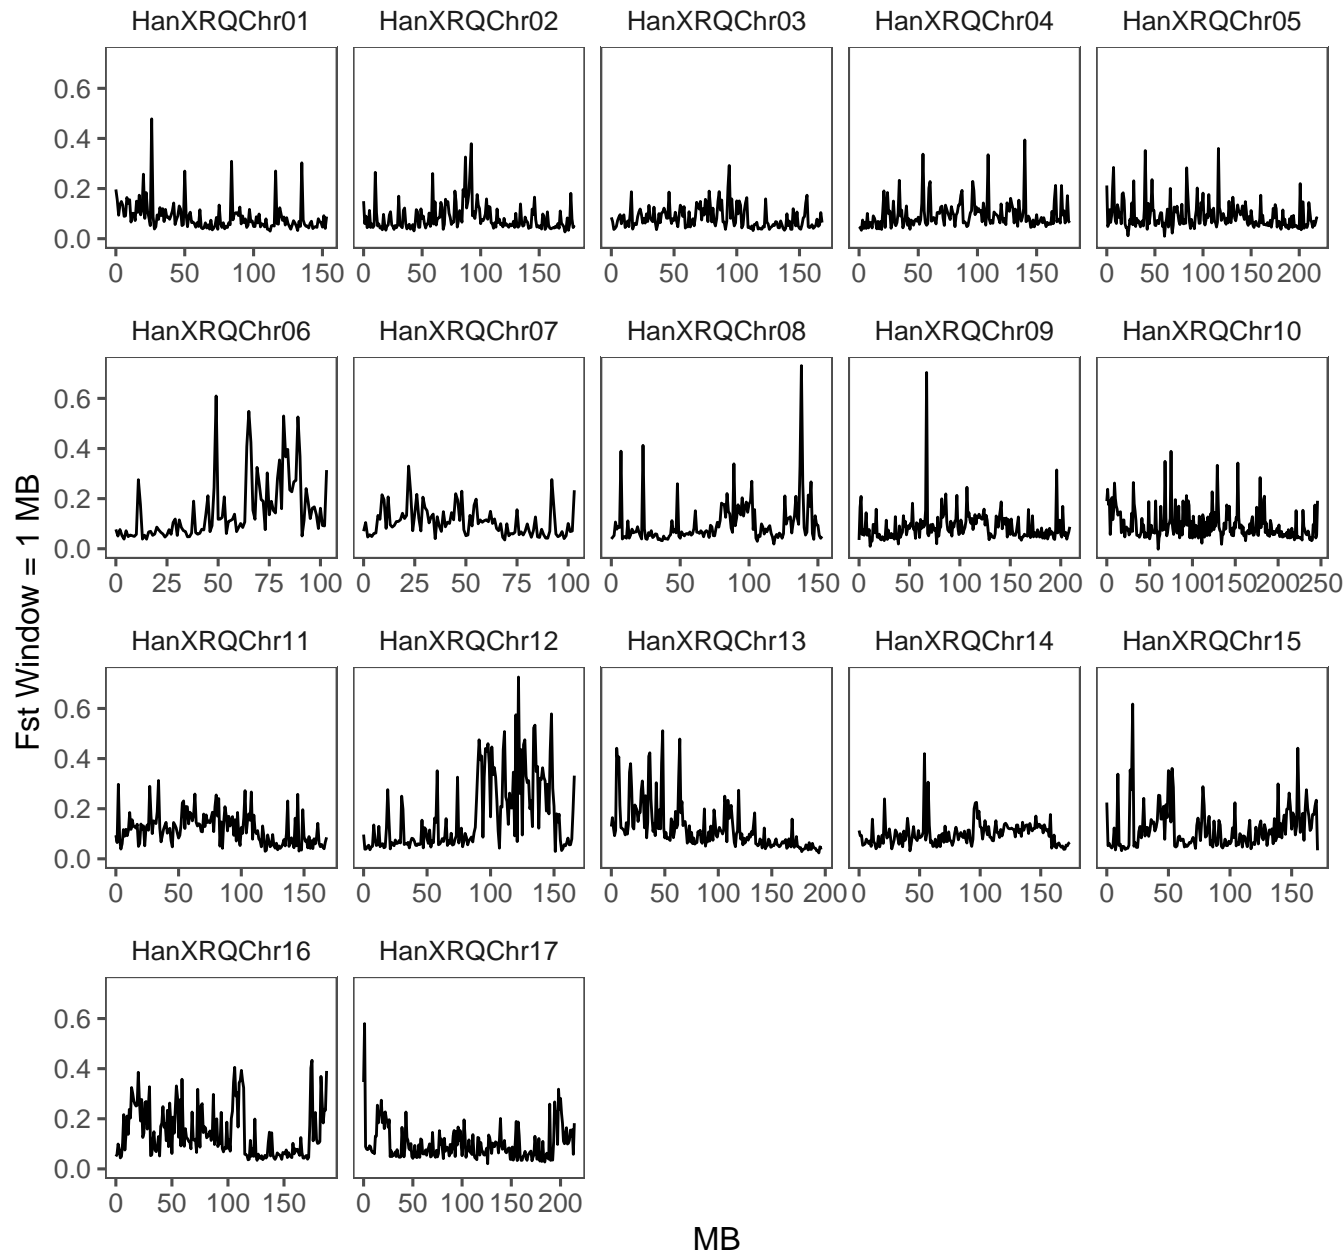 HanXRQChr01 HanXRQChr02 HanXRQChr03 HanXRQChr04 HanXRQChr05
0.6
0.4
0.2
0.0
0 50 100 150 0 50 100 150 0 50 100 150 0 50 100 150 0 50 100 150 200
HanXRQChr06 HanXRQChr07 HanXRQChr08 HanXRQChr09 HanXRQChr10
0.6
0.4
0.2
0.0
0 25 50 75 100 0 25 50 75 100 0 50 100 150 0 50 100 150 200 0 50 100 150 200 250
Fst Window = 1 MB
HanXRQChr11 HanXRQChr12 HanXRQChr13 HanXRQChr14 HanXRQChr15
0.6
0.4
0.2
0.0
0 50 100 150 0 50 100 150 0 50 100 150 200 0 50 100 150 0 50 100 150
HanXRQChr16 HanXRQChr17
0.6
0.4
0.2
0.0
0 50 100 150 0 50 100 150 200
MB